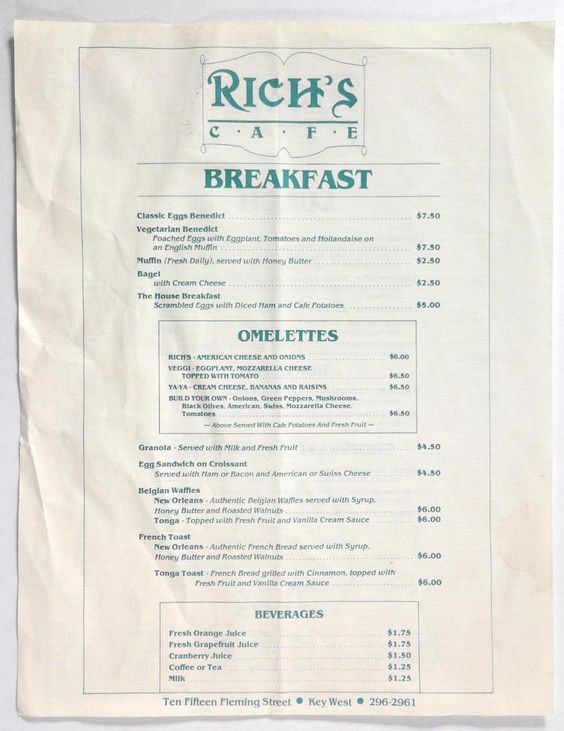 RICH'S
C·A·F·E
BREAKFAST
Classic Eggs Benedict $7.50
Vegetarian Benedict
Poached Eggs with Eggplant, Tomatoes and Hollandaise on
an English Muffin $7.50
Muffin (Fresh Daily), served with Honey Butter $2.50
Bagel
with Cream Cheese $2.50
The House Breakfast
Scrambled Eggs with Diced Ham and Cafe Potatoes $5.00
OMELETTES
RICH'S - AMERICAN CHEESE AND ONIONS $6.00
VEGGI - EGGPLANT, MOZZARELLA CHEESE
TOPPED WITH TOMATO $6.50
YA-YA - CREAM CHEESE, BANANAS AND RAISINS $6.50
BUILD YOUR OWN - Onions, Green Peppers, Mushrooms,
Black Olives, American, Swiss, Mozzarella Cheese,
Tomatoes $6.50
— Above Served With Cafe Potatoes And Fresh Fruit —
Granola - Served with Milk and Fresh Fruit $4.50
Egg Sandwich on Croissant
Served with Ham or Bacon and American or Swiss Cheese $4.50
Belgian Waffles
New Orleans - Authentic Belgian Waffles served with Syrup,
Honey Butter and Roasted Walnuts $6.00
Tonga - Topped with Fresh Fruit and Vanilla Cream Sauce $6.00
French Toast
New Orleans - Authentic French Bread served with Syrup,
Honey Butter and Roasted Walnuts $6.00
Tonga Toast - French Bread grilled with Cinnamon, topped with
Fresh Fruit and Vanilla Cream Sauce $6.00
BEVERAGES
Fresh Orange Juice $1.75
Fresh Grapefruit Juice $1.75
Cranberry Juice $1.50
Coffee or Tea $1.25
Milk $1.25
Ten Fifteen Fleming Street ● Key West ● 296-2961